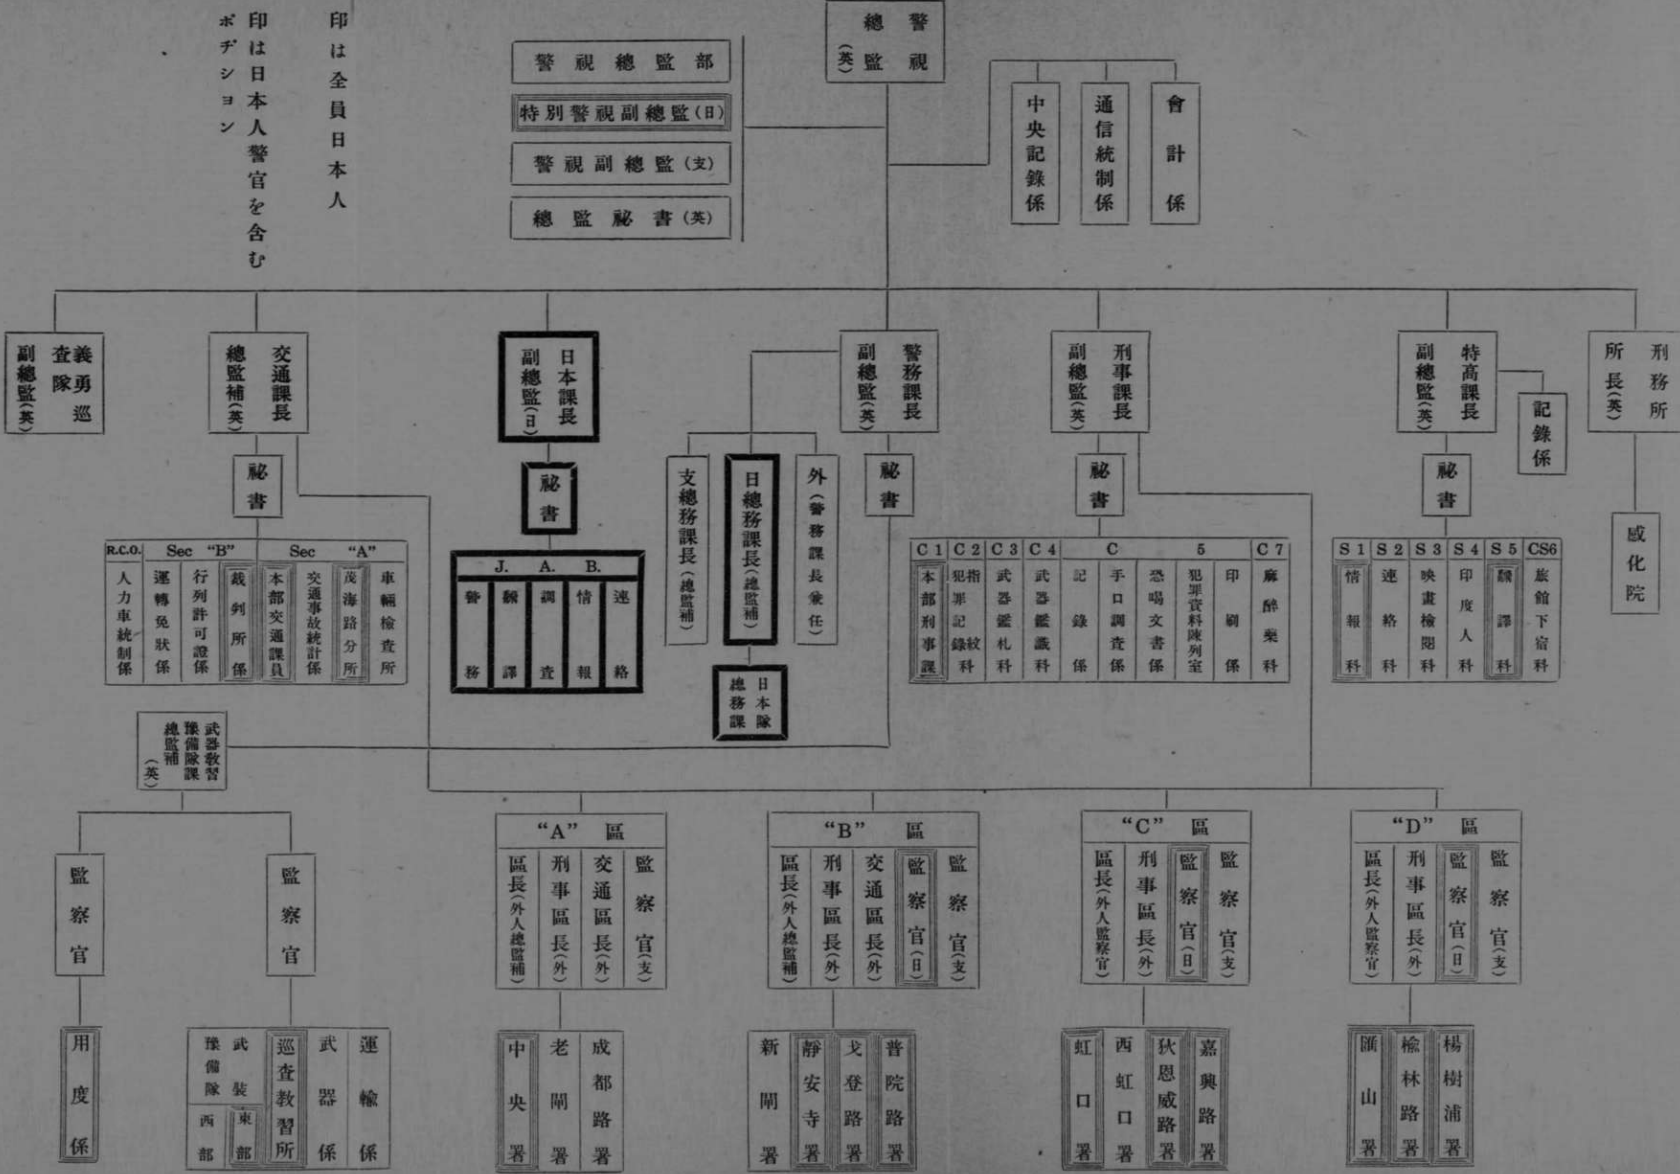 印は全員日本人
印は日本人警官を含む
ポヂション
警視
總監(英)
警視總監部
特別警視副總監(日)
警視副總監(支)
總監祕書(英)
會計係
通信統制係
中央記錄係
刑務所
所長(英)
感化院
特高課長
副總監(英)
記錄係
祕書
S1
情報科
S2
連絡科
S3
映畫檢閱科
S4
印度人科
S5
飜譯科
CS6
旅館下宿科
刑事課長
副總監(英)
祕書
C1
本部刑事課
C2
指紋
犯罪記錄科
C3
武器鑑札科
C4
武器鑑識科
C5
記錄係
手口調査係
恐喝文書係
犯罪資料陳列室
印刷係
C7
麻醉藥科
警務課長
副總監(英)
祕書
外(警務課長兼任)
日總務課長(總監補)
支總務課長(總監補)
日本隊
總務課
日本課長
副總監(日)
祕書
J. A. B.
連絡
情報
調査
飜譯
警務
交通課長
總監補(英)
祕書
Sec "A"
車輛檢査所
茂海路分所
交通事故統計係
本部交通課員
Sec "B"
裁判所係
行列許可證係
運轉免狀係
R.C.O.
人力車統制係
義勇巡
査隊
副總監(英)
武器教習
豫備隊課
總監補
(英)
監察官
監察官
運輸係
武器係
巡査教習所
武裝
豫備隊
東部
西部
用度係
"A" 區
監察官(支)
交通區長(外)
刑事區長(外)
區長(外人總監補)
成都路署
老閘署
中央署
"B" 區
監察官(支)
監察官(日)
交通區長(外)
刑事區長(外)
區長(外人總監補)
普陀路署
戈登路署
靜安寺署
新閘署
"C" 區
監察官(支)
監察官(日)
刑事區長(外)
區長(外人監察官)
嘉興路署
狄思威路署
西虹口署
虹口署
"D" 區
監察官(支)
監察官(日)
刑事區長(外)
區長(外人監察官)
楊樹浦署
楡林路署
匯山署